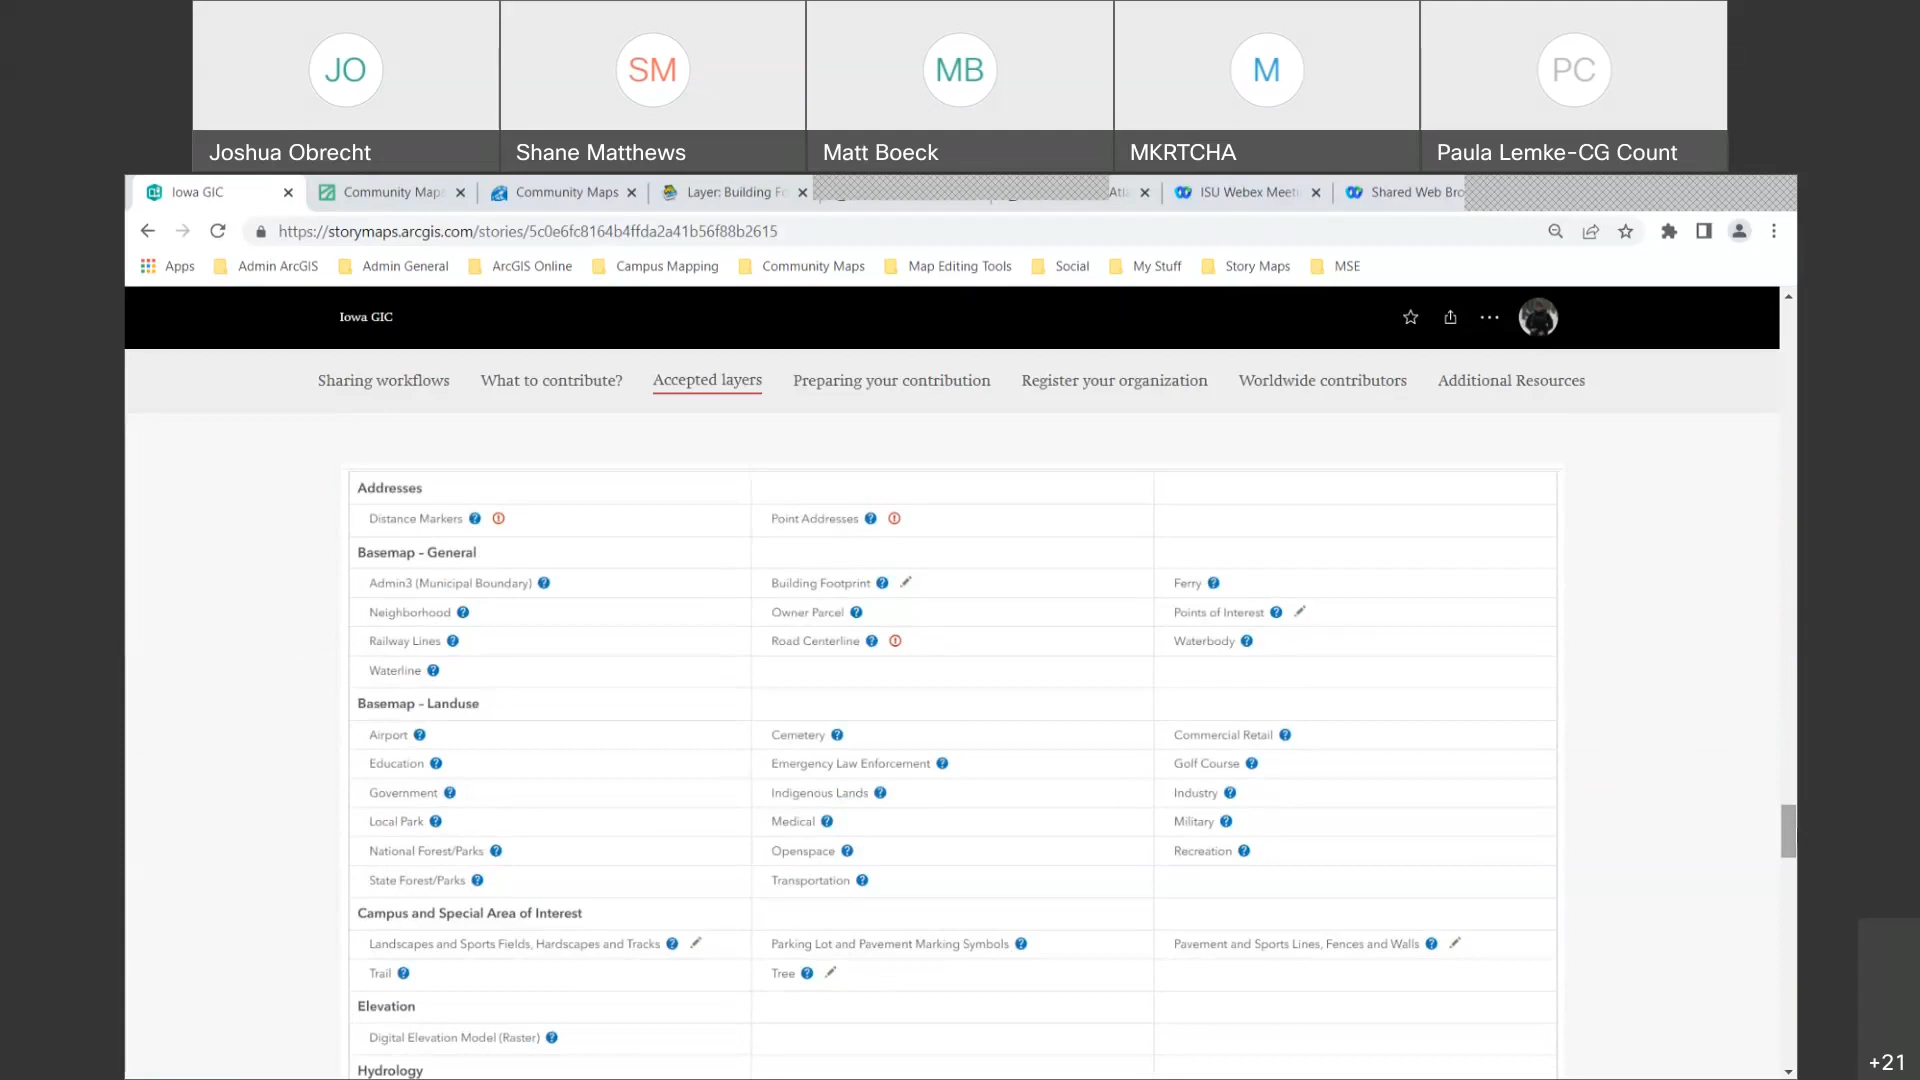 JO SM MB M PC
Joshua Obrecht Shane Matthews Matt Boeck MKRTCHA Paula Lemke-CG Count
Iowa GIC Community Map Community Maps Layer: Building Fo ISU Webex Meet Shared Web Bro
https://storymaps.arcgis.com/stories/5c0e6fc8164b4ffda2a41b56f88b2615
Apps Admin ArcGIS Admin General ArcGIS Online Campus Mapping Community Maps Map Editing Tools Social My Stuff Story Maps MSE
Iowa GIC
Sharing workflows What to contribute? Accepted layers Preparing your contribution Register your organization Worldwide contributors Additional Resources
Addresses
Distance Markers Point Addresses
Basemap - General
Admin3 (Municipal Boundary) Building Footprint Ferry
Neighborhood Owner Parcel Points of Interest
Railway Lines Road Centerline Waterbody
Waterline
Basemap - Landuse
Airport Cemetery Commercial Retail
Education Emergency Law Enforcement Golf Course
Government Indigenous Lands Industry
Local Park Medical Military
National Forest/Parks Openspace Recreation
State Forest/Parks Transportation
Campus and Special Area of Interest
Landscapes and Sports Fields, Hardscapes and Tracks Parking Lot and Pavement Marking Symbols Pavement and Sports Lines, Fences and Walls
Trail Tree
Elevation
Digital Elevation Model (Raster)
Hydrology
+21